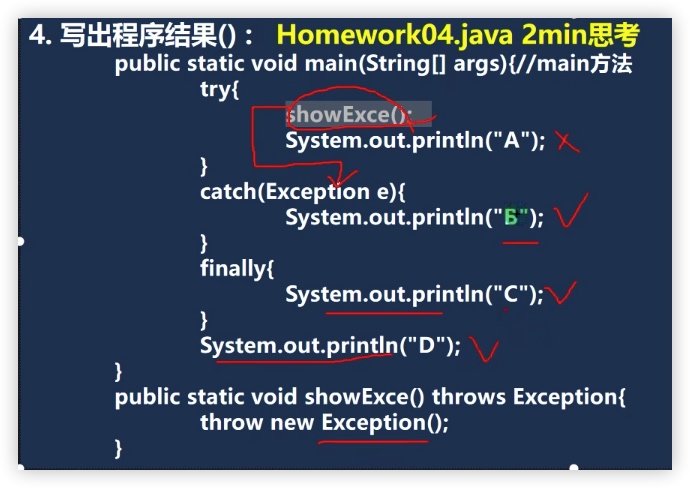 4. 写出程序结果() : Homework04.java 2min思考
public static void main(String[] args){//main方法
try{
showExce();
System.out.println("A");
}
catch(Exception e){
System.out.println("B");
}
finally{
System.out.println("C");
}
System.out.println("D");
}
public static void showExce() throws Exception{
throw new Exception();
}